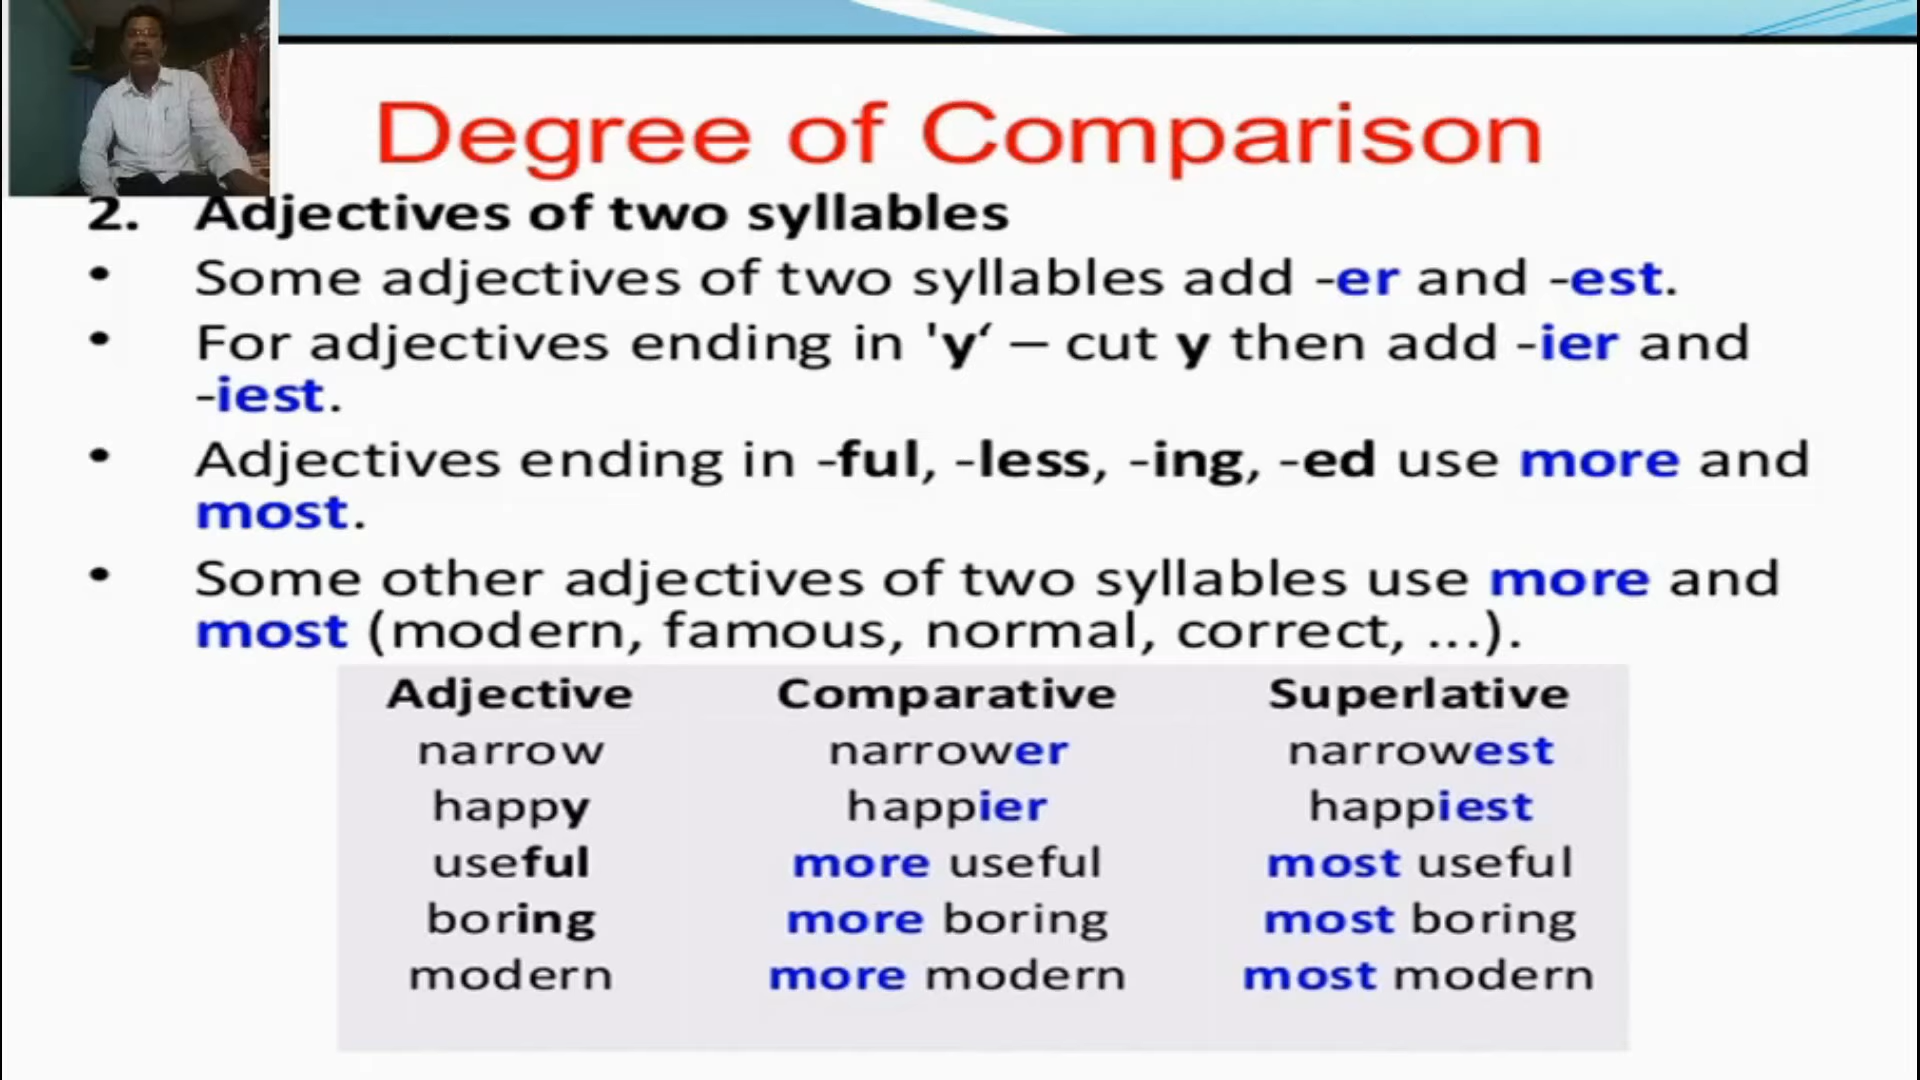 Degree of Comparison
2. Adjectives of two syllables
• Some adjectives of two syllables add -er and -est.
• For adjectives ending in 'y‘ – cut y then add -ier and
-iest.
• Adjectives ending in -ful, -less, -ing, -ed use more and
most.
• Some other adjectives of two syllables use more and
most (modern, famous, normal, correct, ...).
Adjective Comparative Superlative
narrow narrower narrowest
happy happier happiest
useful more useful most useful
boring more boring most boring
modern more modern most modern